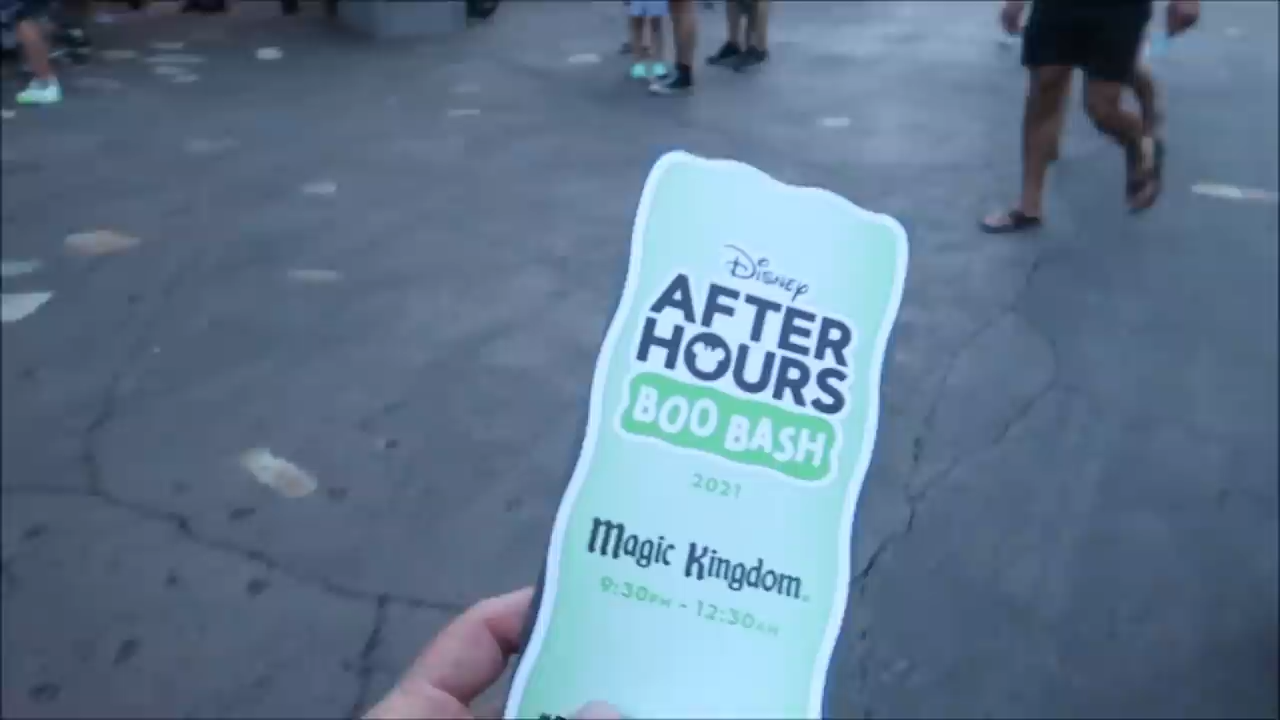 Disney
AFTER
HOURS
BOO BASH
2021
Magic Kingdom.
9:30PM - 12:30AM